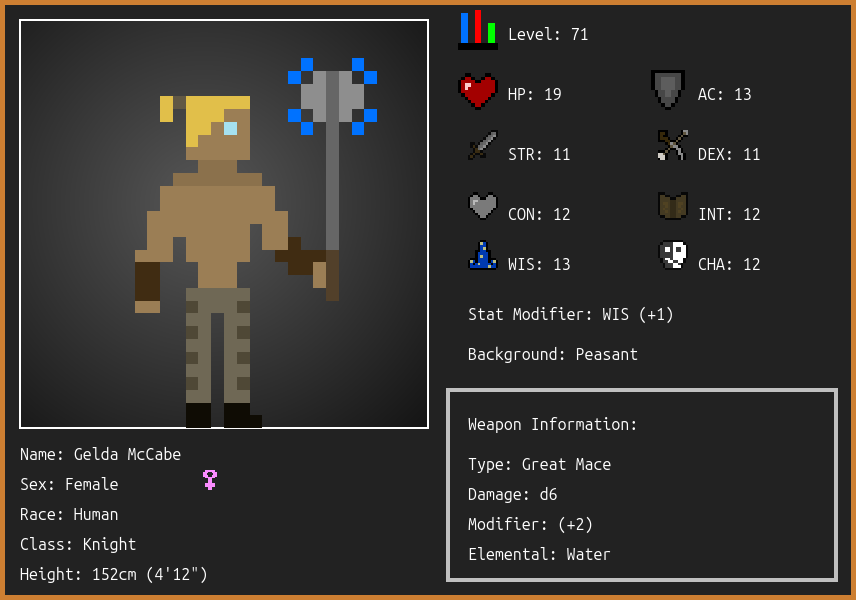 Level: 71
HP: 19
AC: 13
STR: 11
DEX: 11
CON: 12
INT: 12
WIS: 13
CHA: 12
Stat Modifier: WIS (+1)
Background: Peasant
Weapon Information:
Type: Great Mace
Damage: d6
Modifier: (+2)
Elemental: Water
Name: Gelda McCabe
Sex: Female
Race: Human
Class: Knight
Height: 152cm (4'12")